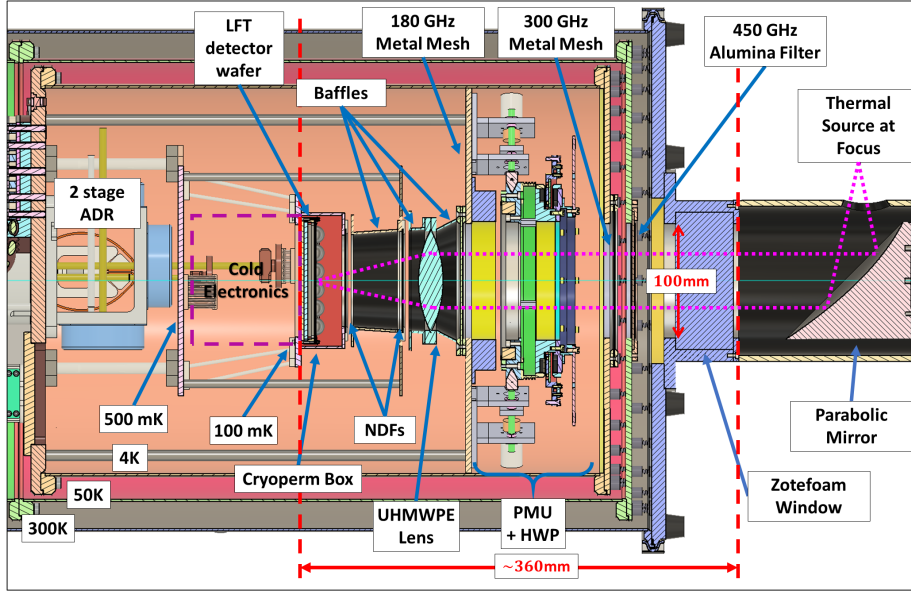 LFT
detector
wafer
180 GHz
Metal Mesh
300 GHz
Metal Mesh
450 GHz
Alumina Filter
Baffles
Thermal
Source at
Focus
2 stage
ADR
Cold
Electronics
100mm
500 mK
100 mK
NDFs
Parabolic
Mirror
4K
Cryoperm Box
50K
UHMWPE
Lens
PMU
+ HWP
Zotefoam
Window
300K
~360mm